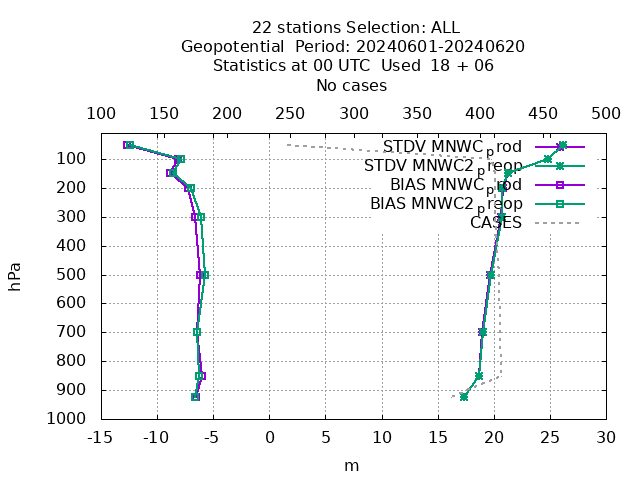 22 stations Selection: ALL
Geopotential  Period: 20240601-20240620
Statistics at 00 UTC  Used  18 + 06
No cases
100 150 200 250 300 350 400 450 500
STDV MNWC_prod
STDV MNWC2_preop
BIAS MNWC_prod
BIAS MNWC2_preop
CASES
hPa
100
200
300
400
500
600
700
800
900
1000
-15 -10 -5 0 5 10 15 20 25 30
m